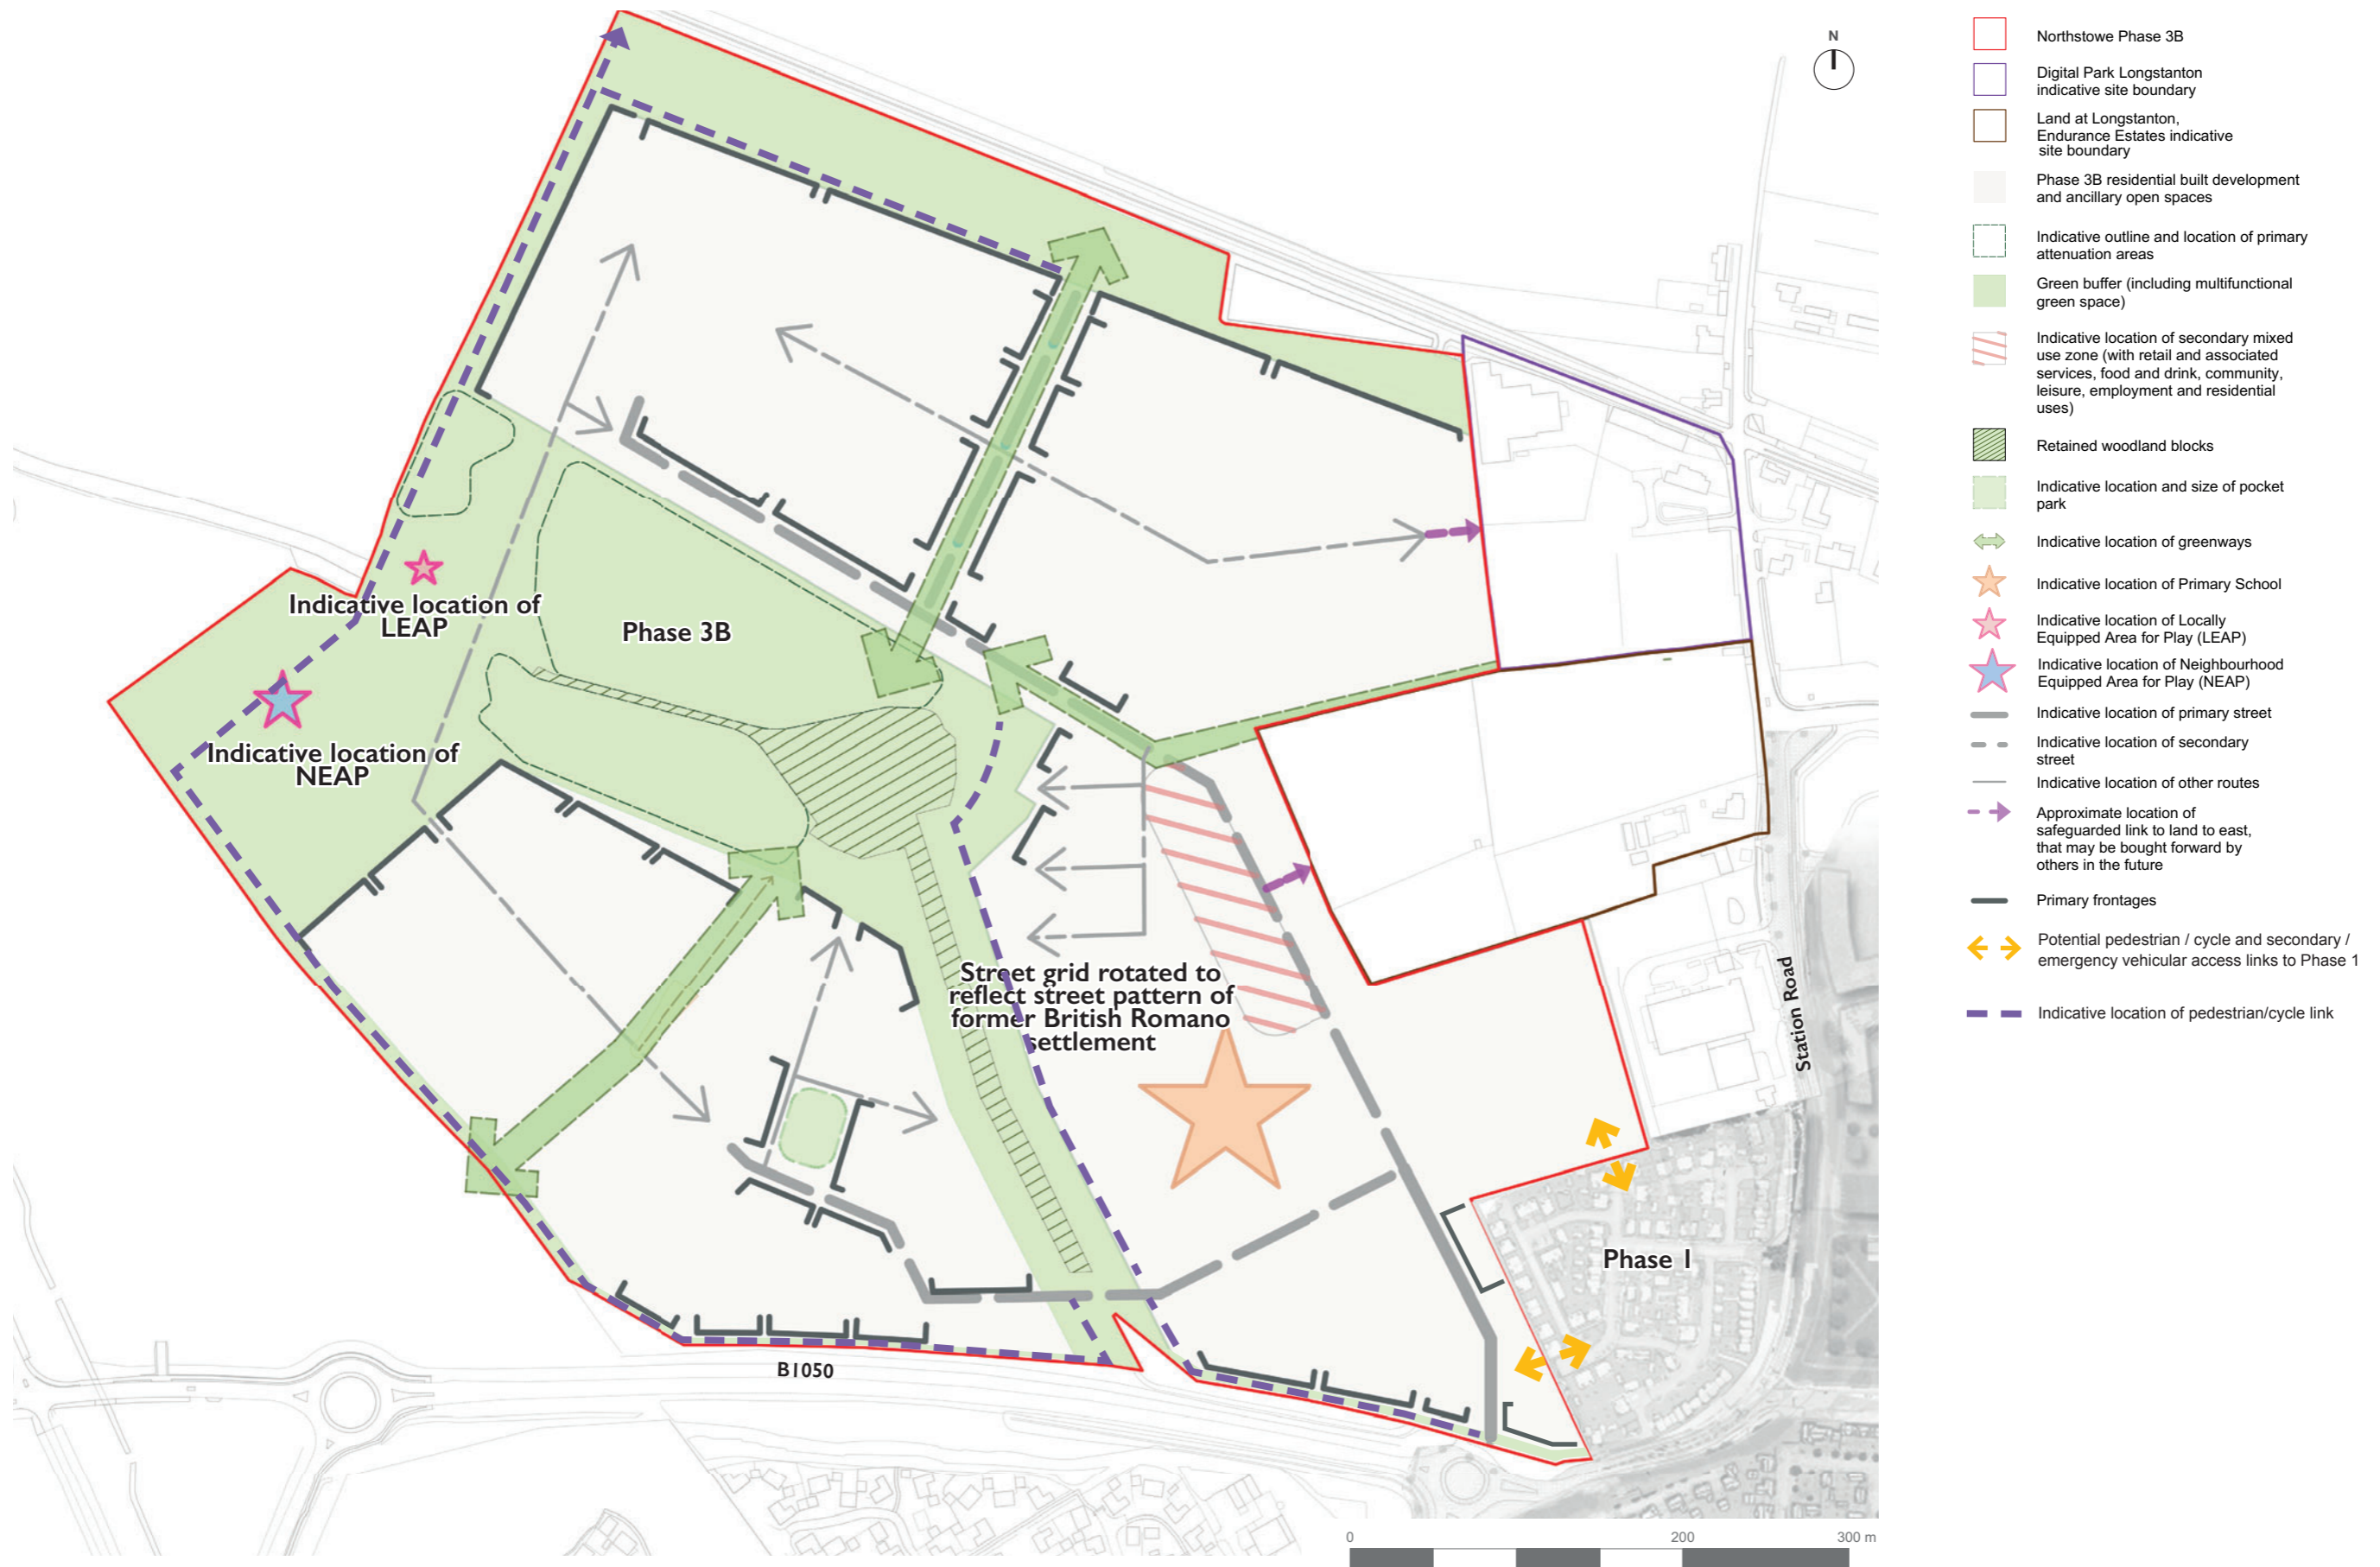 N
Indicative location of
LEAP
Phase 3B
Indicative location of
NEAP
Street grid rotated to
reflect street pattern of
former British Romano
settlement
Station Road
Phase 1
B1050
0
200
300 m
Northstowe Phase 3B
Digital Park Longstanton
indicative site boundary
Land at Longstanton,
Endurance Estates indicative
site boundary
Phase 3B residential built development
and ancillary open spaces
Indicative outline and location of primary
attenuation areas
Green buffer (including multifunctional
green space)
Indicative location of secondary mixed
use zone (with retail and associated
services, food and drink, community,
leisure, employment and residential
uses)
Retained woodland blocks
Indicative location and size of pocket
park
Indicative location of greenways
Indicative location of Primary School
Indicative location of Locally
Equipped Area for Play (LEAP)
Indicative location of Neighbourhood
Equipped Area for Play (NEAP)
Indicative location of primary street
Indicative location of secondary
street
Indicative location of other routes
Approximate location of
safeguarded link to land to east,
that may be bought forward by
others in the future
Primary frontages
Potential pedestrian / cycle and secondary /
emergency vehicular access links to Phase 1
Indicative location of pedestrian/cycle link